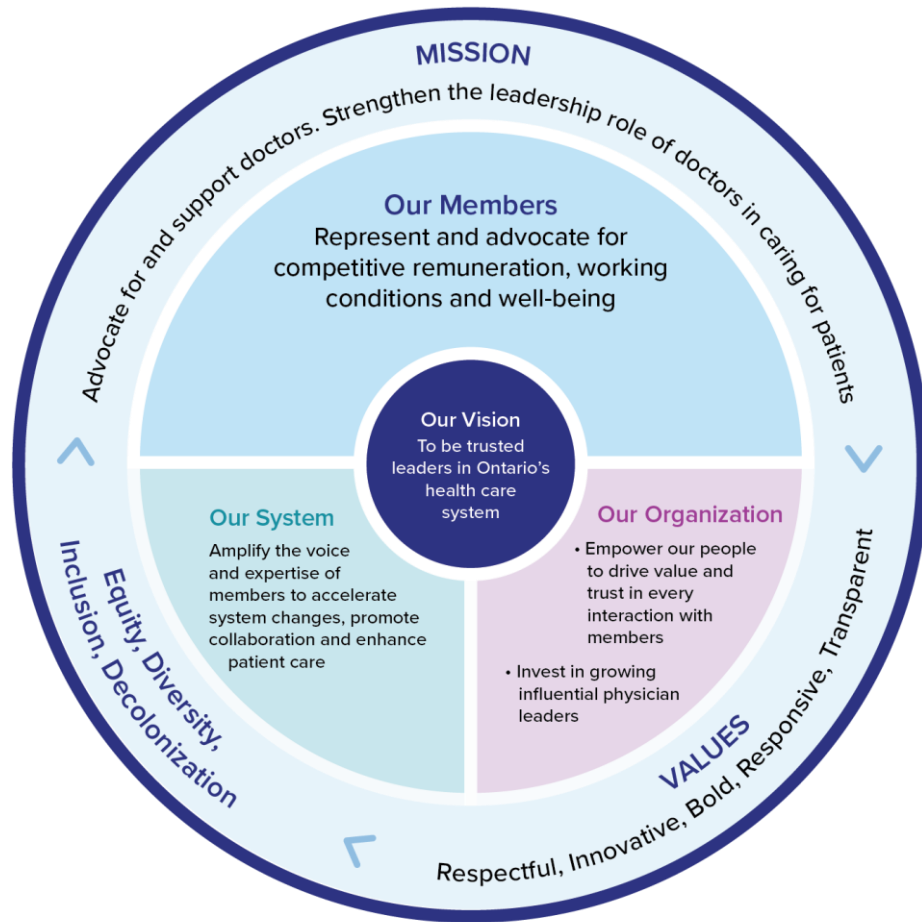 MISSION
Advocate for and support doctors. Strengthen the leadership role of doctors in caring for patients
Our Members
Represent and advocate for
competitive remuneration, working
conditions and well-being
Our Vision
To be trusted
leaders in Ontario’s
health care
system
Our System
Amplify the voice
and expertise of
members to accelerate
system changes, promote
collaboration and enhance
patient care
Our Organization
• Empower our people
to drive value and
trust in every
interaction with
members
• Invest in growing
influential physician
leaders
VALUES
Respectful, Innovative, Bold, Responsive, Transparent
Equity, Diversity,
Inclusion, Decolonization